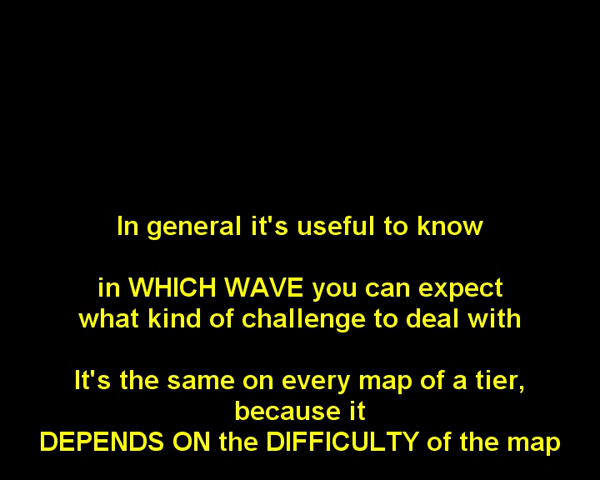 In general it's useful to know
in WHICH WAVE you can expect
what kind of challenge to deal with
It's the same on every map of a tier,
because it
DEPENDS ON the DIFFICULTY of the map